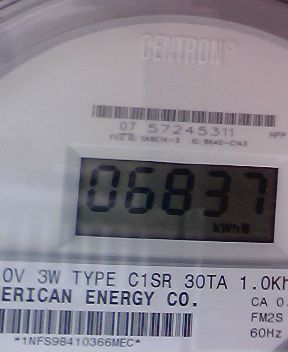 CENTRON®
07 57245311
HPP
06837
kWh
0V 3W TYPE C1SR 30TA 1.0Kh
ERICAN ENERGY CO.
CA 0.
FM2S
60Hz
*1NFS98410366MEC*